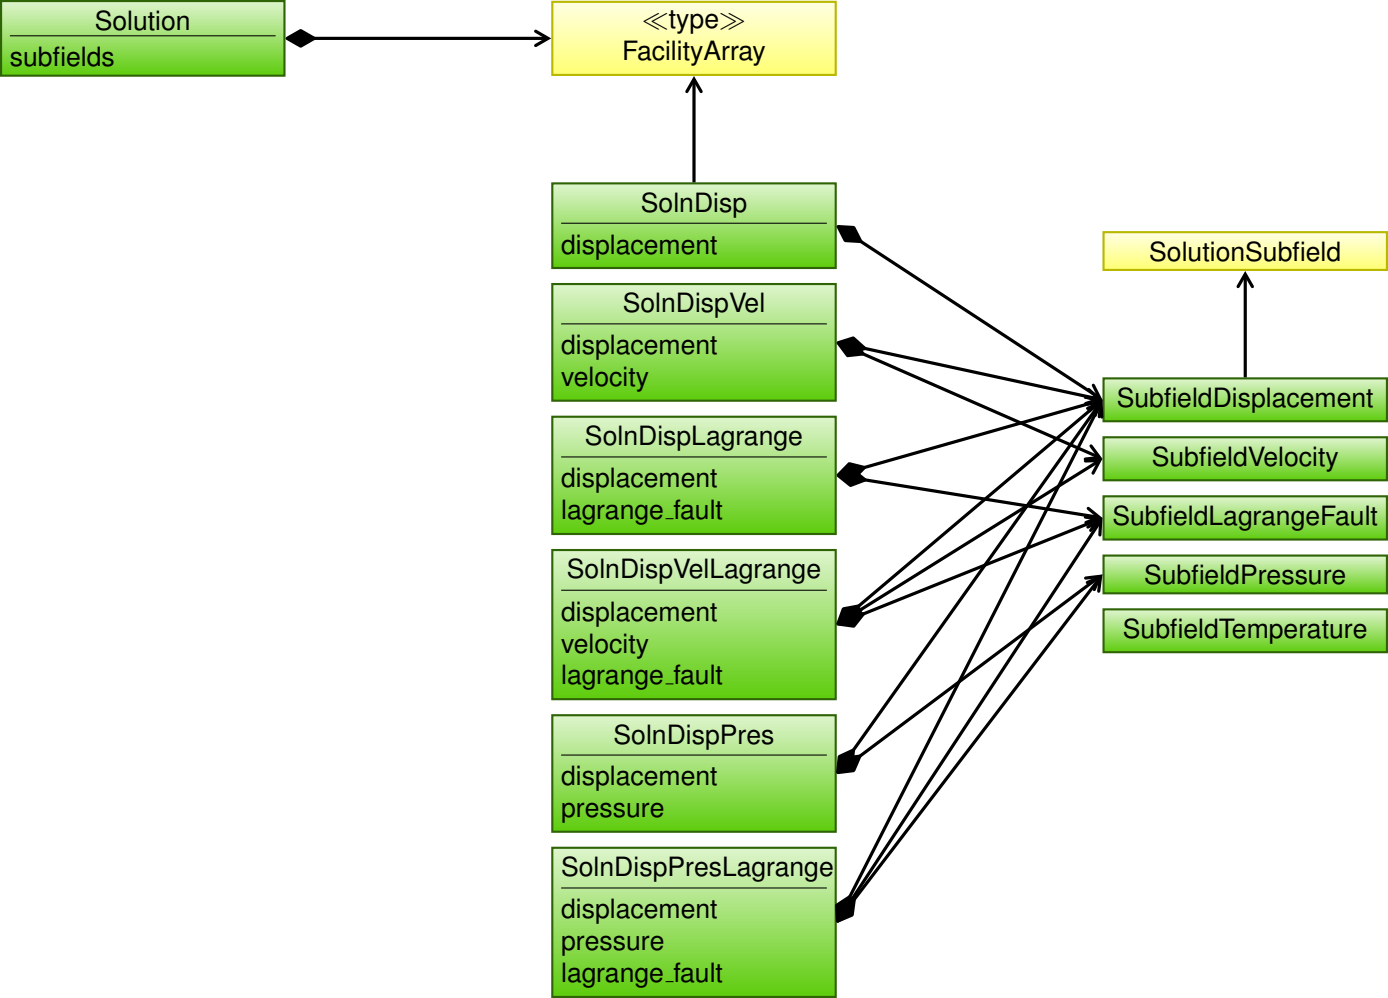 Solution
subfields
≪type≫
FacilityArray
SolnDisp
displacement
SolnDispVel
displacement
velocity
SolnDispLagrange
displacement
lagrange_fault
SolnDispVelLagrange
displacement
velocity
lagrange_fault
SolnDispPres
displacement
pressure
SolnDispPresLagrange
displacement
pressure
lagrange_fault
SolutionSubfield
SubfieldDisplacement
SubfieldVelocity
SubfieldLagrangeFault
SubfieldPressure
SubfieldTemperature